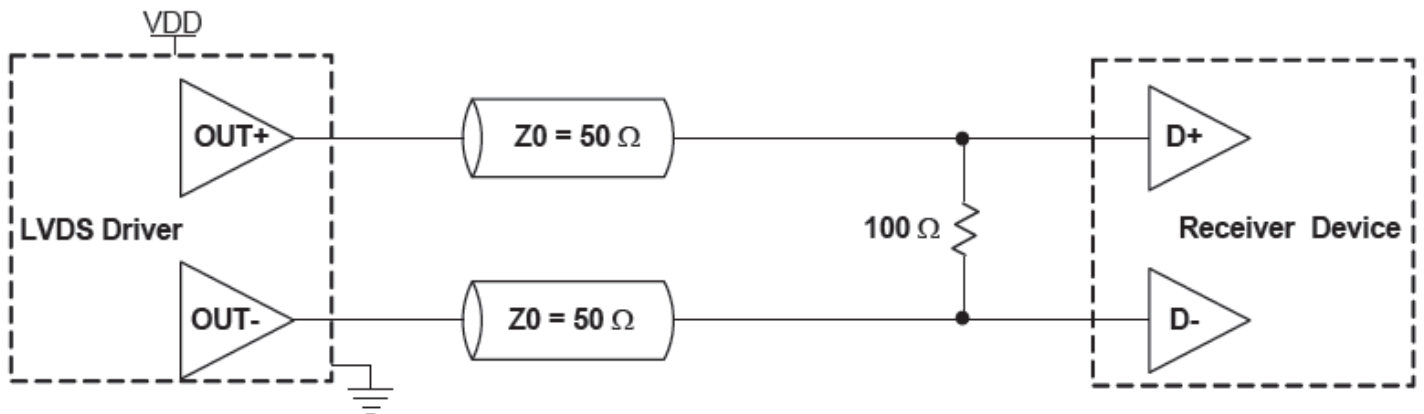 VDD
OUT+
Z0 = 50 Ω
D+
LVDS Driver
100 Ω
Receiver Device
OUT-
Z0 = 50 Ω
D-